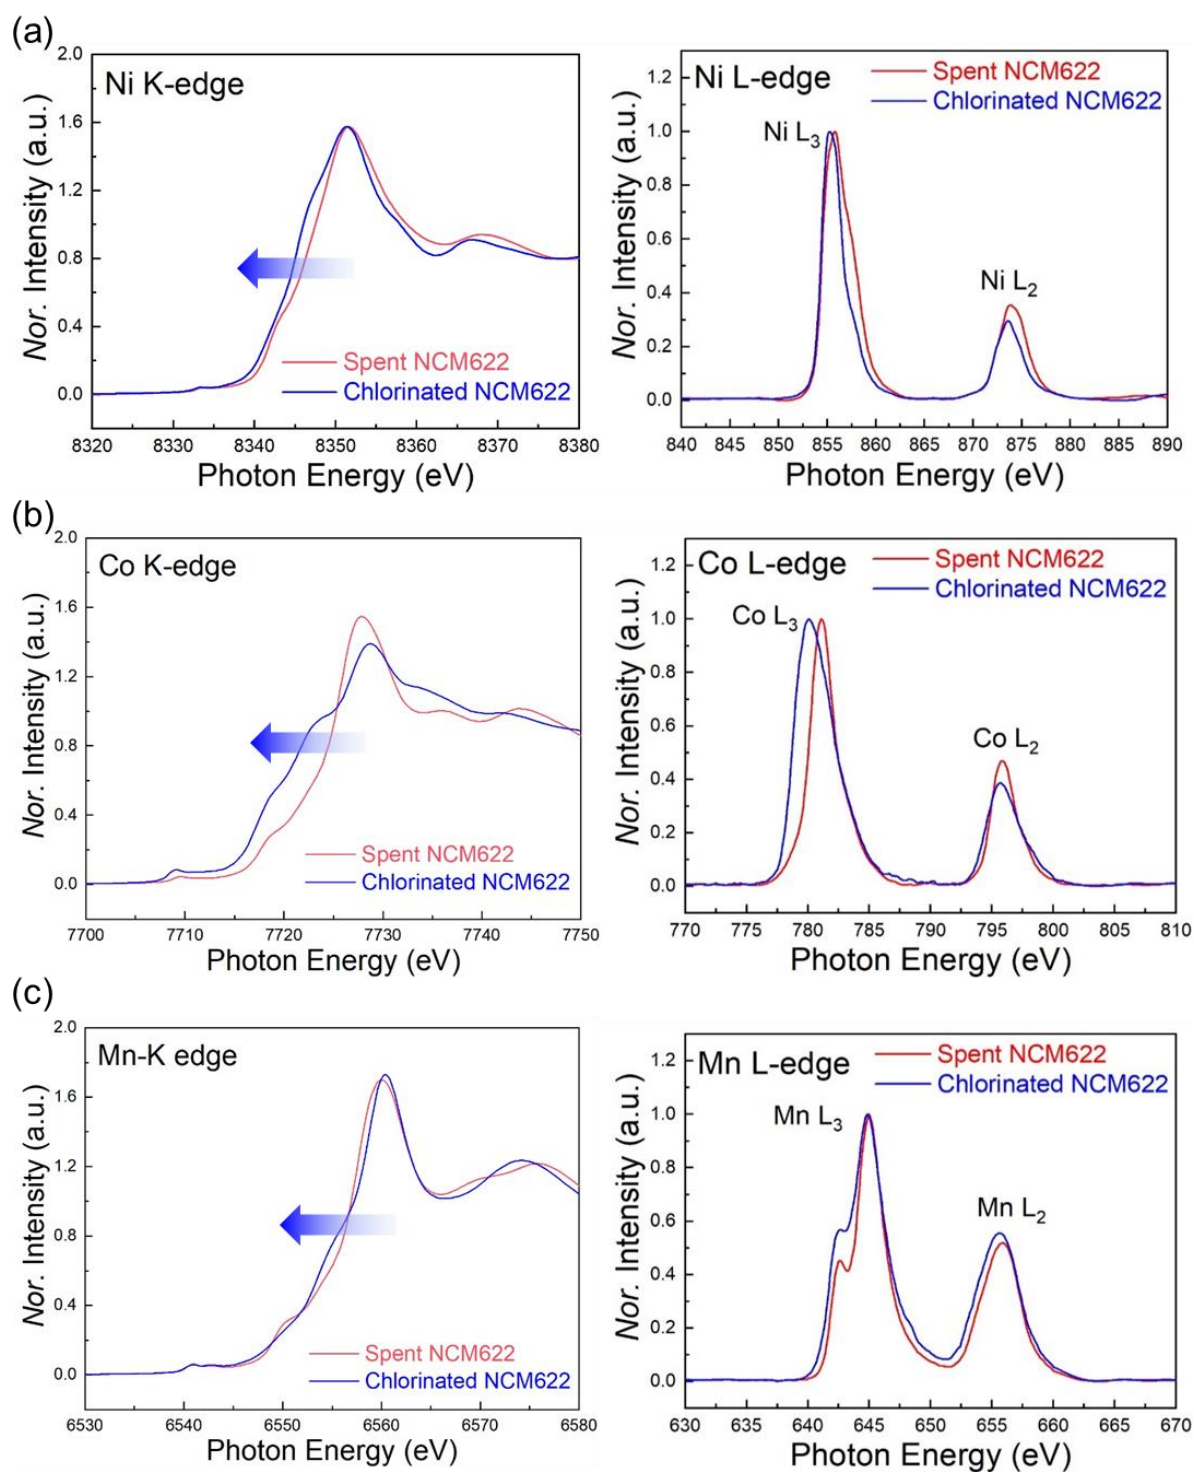 (a)
Ni K-edge
2.0
1.6
1.2
0.8
0.4
0.0
Nor. Intensity (a.u.)
Spent NCM622
Chlorinated NCM622
8320 8330 8340 8350 8360 8370 8380
Photon Energy (eV)
Ni L-edge
Spent NCM622
Chlorinated NCM622
Ni L3
Ni L2
1.2
1.0
0.8
0.6
0.4
0.2
0.0
Nor. Intensity (a.u.)
840 845 850 855 860 865 870 875 880 885 890
Photon Energy (eV)
(b)
Co K-edge
2.0
1.6
1.2
0.8
0.4
0.0
Nor. Intensity (a.u.)
Spent NCM622
Chlorinated NCM622
7700 7710 7720 7730 7740 7750
Photon Energy (eV)
Co L-edge
Spent NCM622
Chlorinated NCM622
Co L3
Co L2
1.2
1.0
0.8
0.6
0.4
0.2
0.0
Nor. Intensity (a.u.)
770 775 780 785 790 795 800 805 810
Photon Energy (eV)
(c)
Mn-K edge
2.0
1.6
1.2
0.8
0.4
0.0
Nor. Intensity (a.u.)
Spent NCM622
Chlorinated NCM622
6530 6540 6550 6560 6570 6580
Photon Energy (eV)
Mn L-edge
Spent NCM622
Chlorinated NCM622
Mn L3
Mn L2
1.2
1.0
0.8
0.6
0.4
0.2
0.0
Nor. Intensity (a.u.)
630 635 640 645 650 655 660 665 670
Photon Energy (eV)